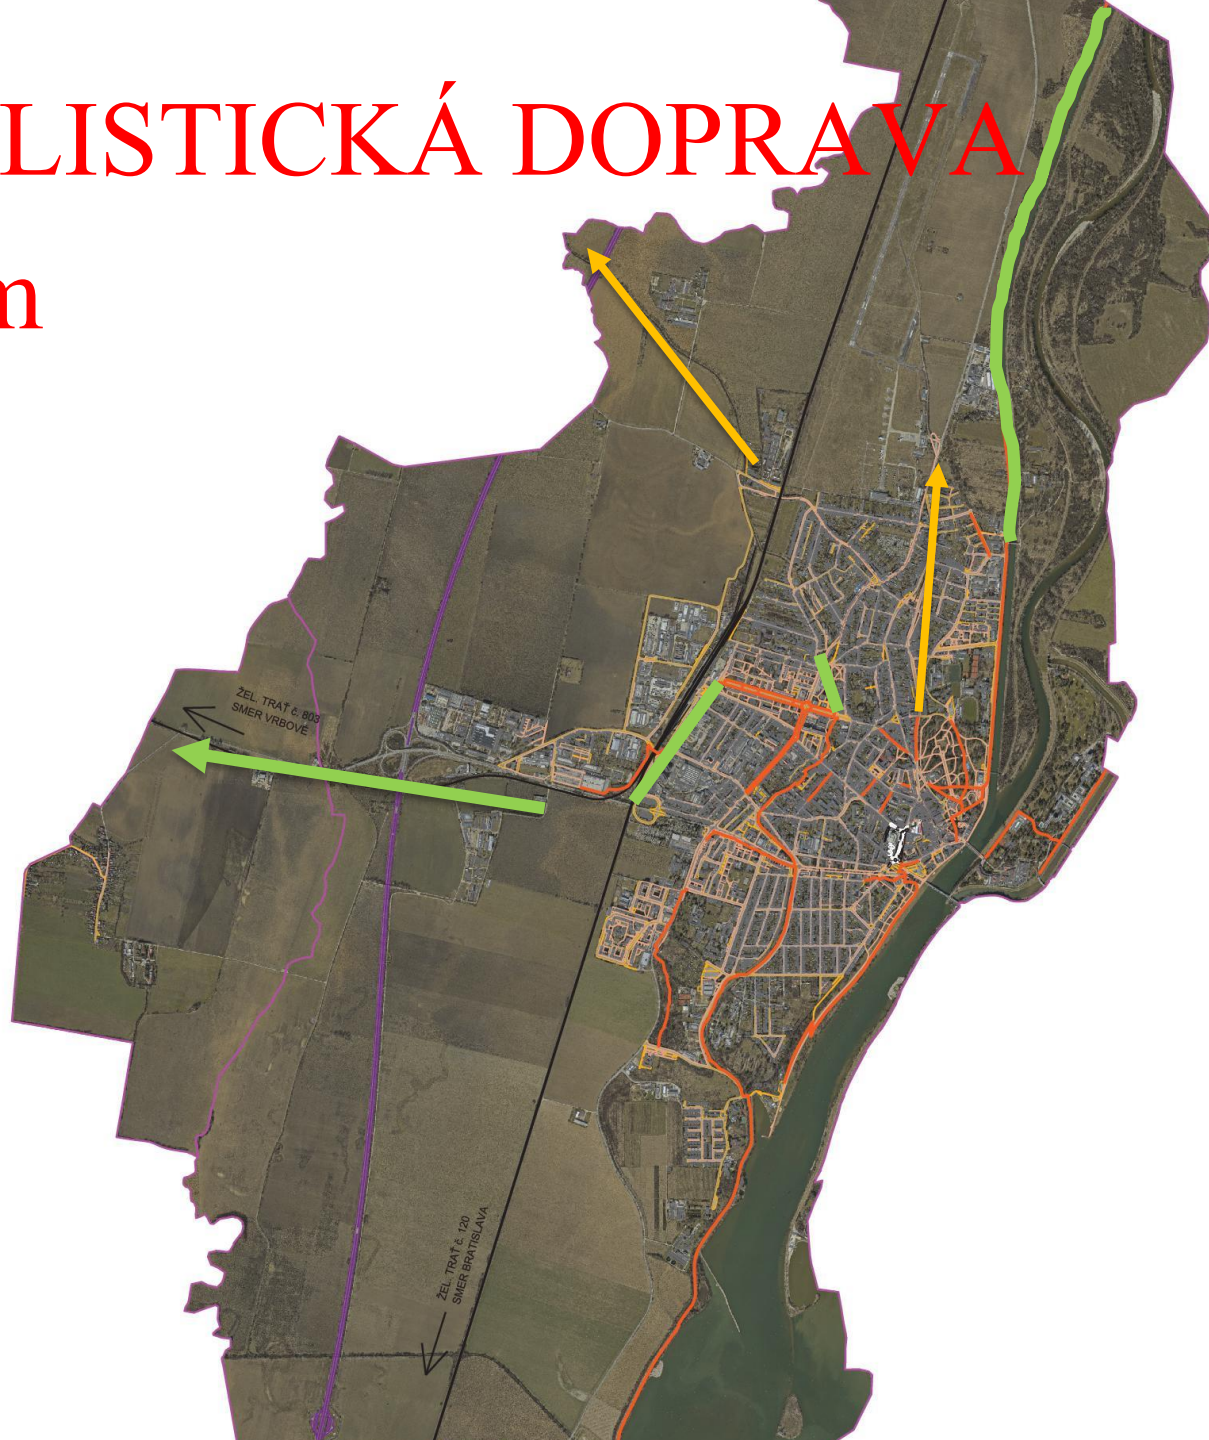 LISTICKÁ DOPRAVA
m
ŽEL. TRAŤ č. 803
SMER VRBOVÉ
ŽEL. TRAŤ č. 120
SMER BRATISLAVA